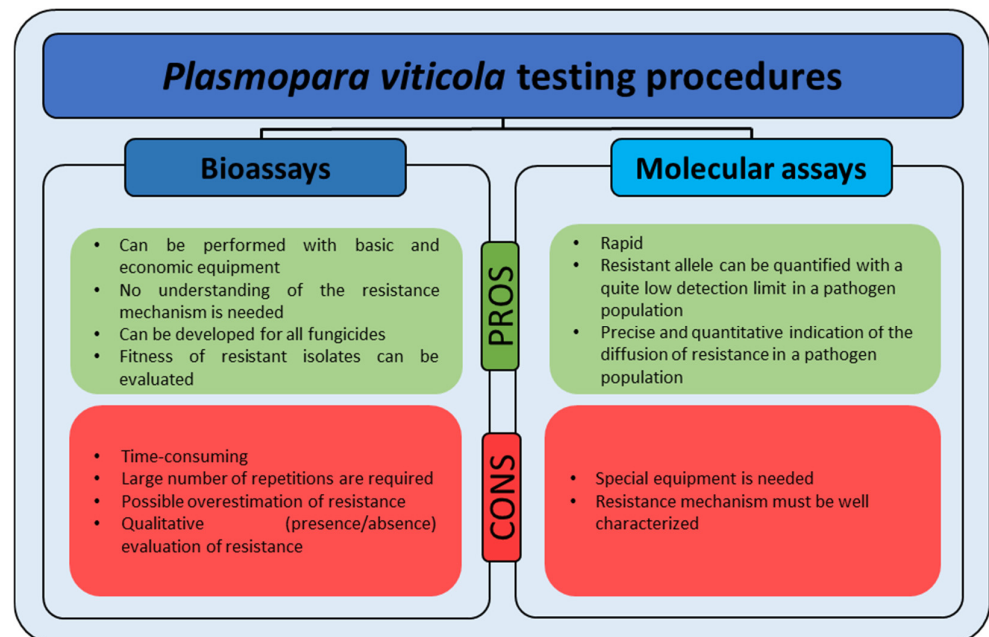 Plasmopara viticola testing procedures
Bioassays
• Can be performed with basic and
economic equipment
• No understanding of the resistance
mechanism is needed
• Can be developed for all fungicides
• Fitness of resistant isolates can be
evaluated
• Time-consuming
• Large number of repetitions are required
• Possible overestimation of resistance
• Qualitative (presence/absence)
evaluation of resistance
PROS
CONS
Molecular assays
• Rapid
• Resistant allele can be quantified with a
quite low detection limit in a pathogen
population
• Precise and quantitative indication of the
diffusion of resistance in a pathogen
population
• Special equipment is needed
• Resistance mechanism must be well
characterized